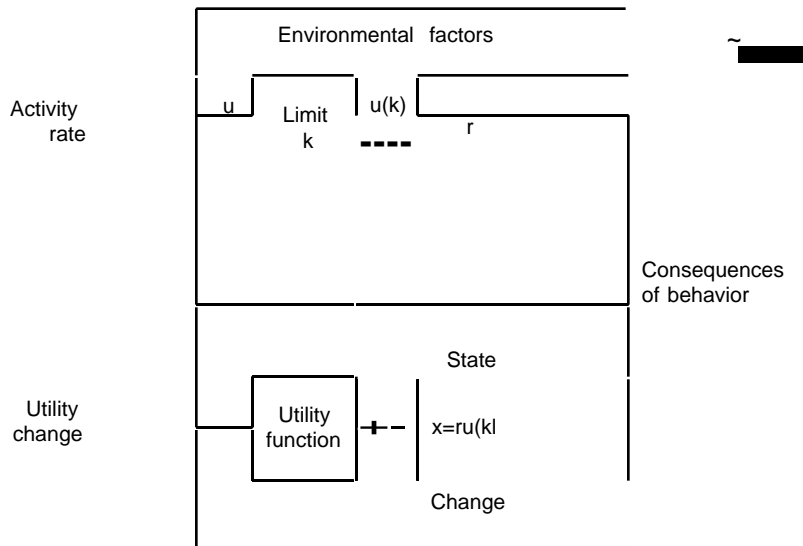 Environmental factors
~
Activity
rate
u
Limit
k
u(k)
r
Consequences
of behavior
State
Utility
change
Utility
function
x=ru(kl
Change